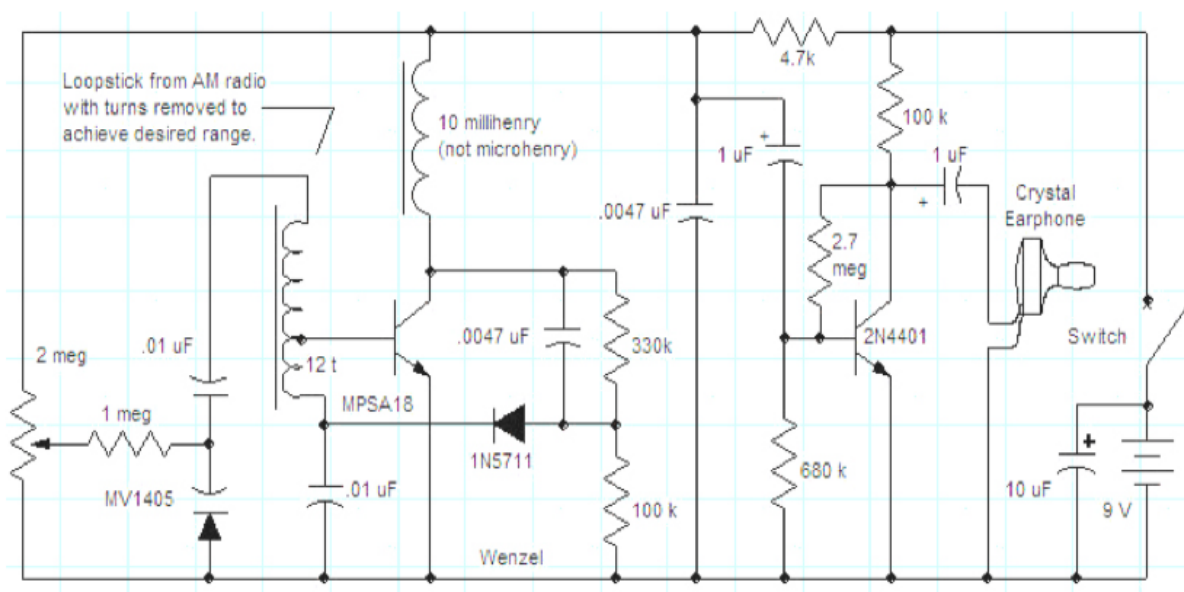 Loopstick from AM radio
with turns removed to
achieve desired range.
10 millihenry
(not microhenry)
4.7k
100 k
1 uF
+
1 uF
+
Crystal
Earphone
.0047 uF
2.7
meg
2 meg
.01 uF
12 t
MPSA18
.0047 uF
330k
2N4401
Switch
1 meg
1N5711
680 k
+
10 uF
9 V
MV1405
.01 uF
100 k
Wenzel